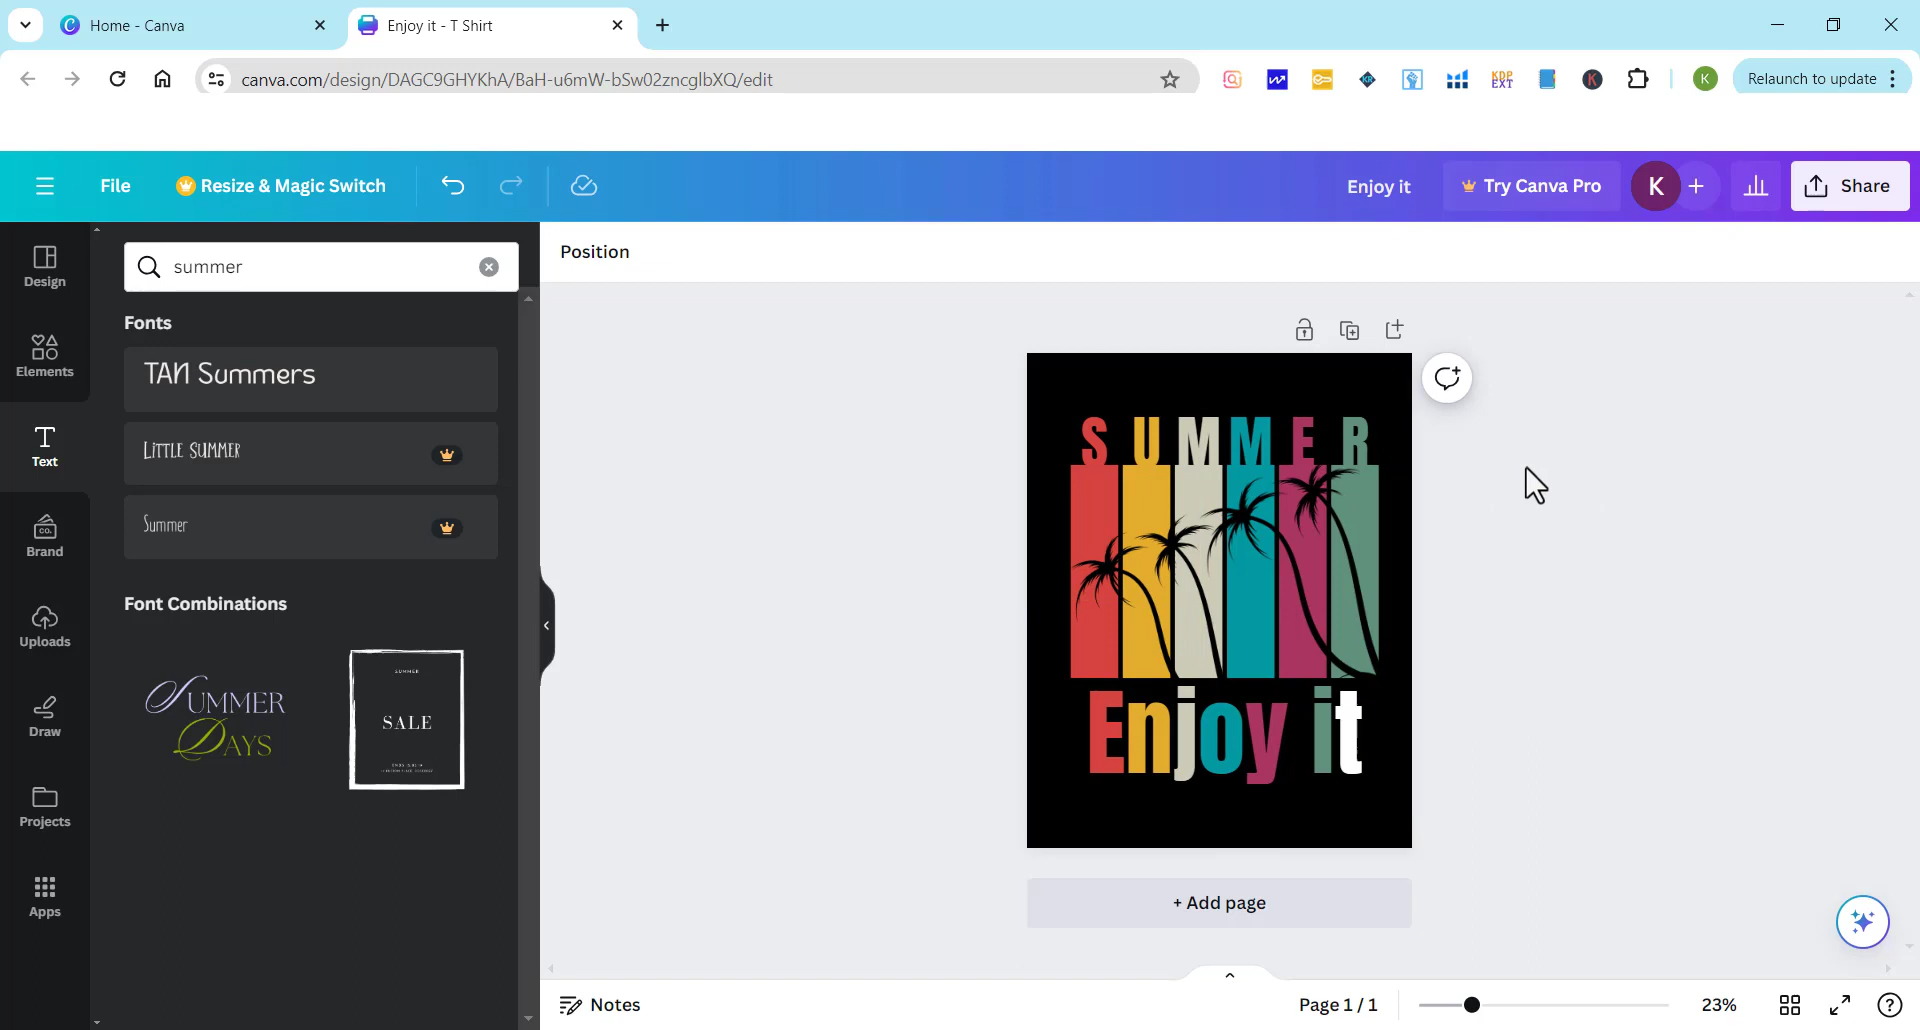 Home - Canva
Enjoy it - T Shirt
canva.com/design/DAGC9GHYKhA/BaH-u6mW-bSw02zncglbXQ/edit
KDP
EXT
K
K
Relaunch to update
File
Resize & Magic Switch
Enjoy it
Try Canva Pro
K
Share
Design
Elements
Text
Brand
Uploads
Draw
Projects
Apps
summer
Fonts
TAN Summers
LITTLE SUMMER
Summer
Font Combinations
SUMMER
DAYS
SUMMER
SALE
Position
SUMMER
Enjoy it
+ Add page
Notes
Page 1 / 1
23%